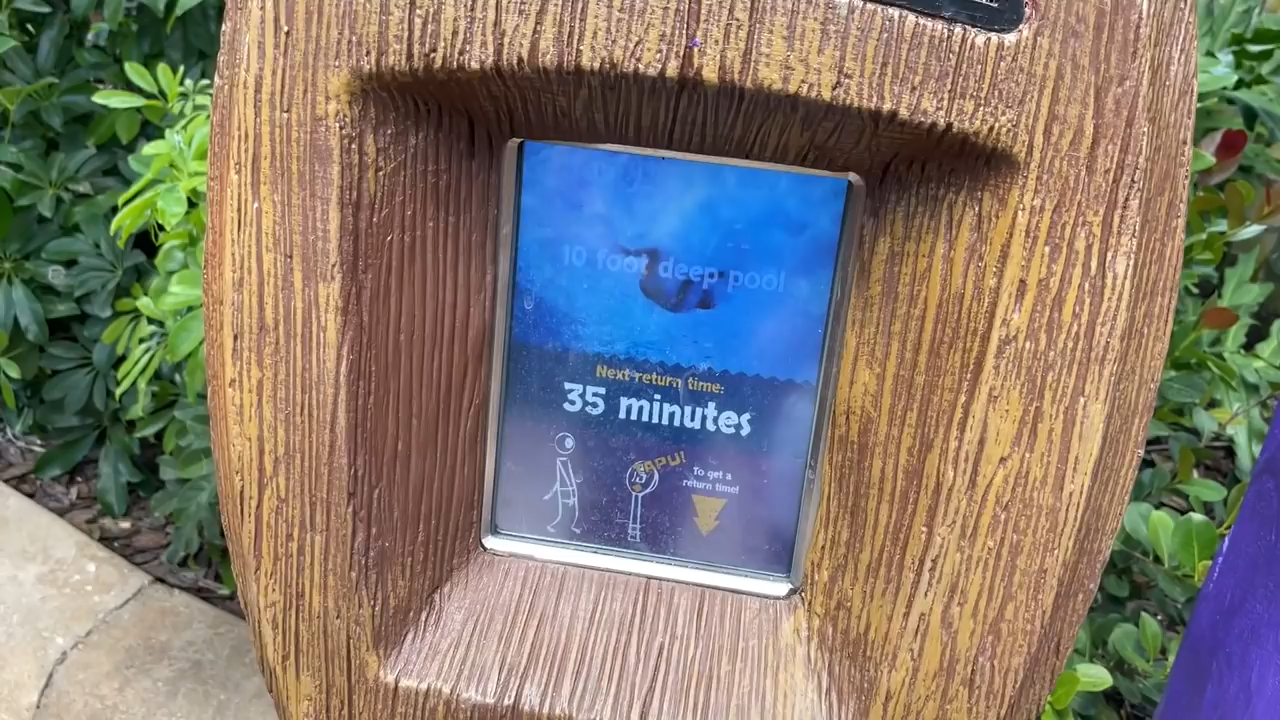 10 foot deep pool
Next return time:
35 minutes
TAPU!
To get a
return time!